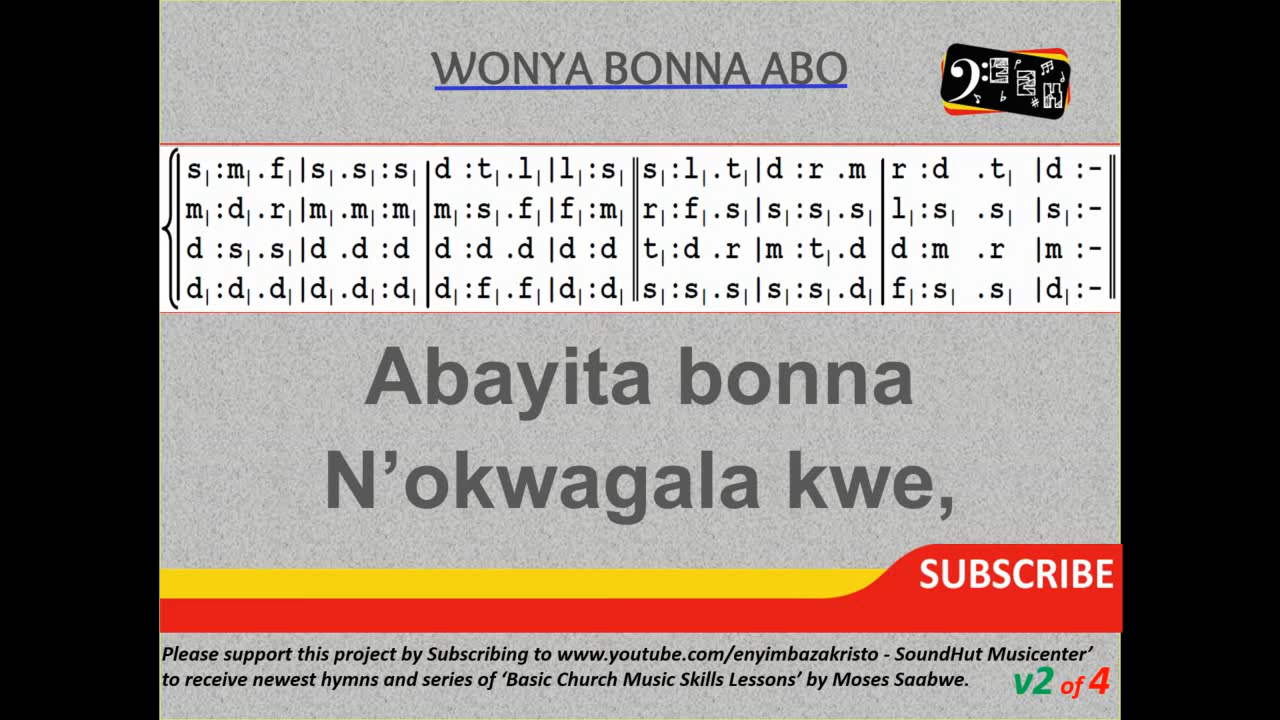 WONYA BONNA ABO
s| :m| .f| |s| .s| :s| | d :t| .l| |l| :s| || s| :l| .t| |d :r .m | r :d .t| |d :- ||
m| :d| .r| |m| .m| :m| | m| :s| .f| |f| :m| || r| :f| .s| |s| :s| .s| | l| :s| .s| |s| :- ||
d :s| .s| |d .d :d | d :d .d |d :d || t| :d .r |m :t| .d | d :m .r |m :- ||
d| :d| .d| |d| .d| :d| | d| :f| .f| |d| :d| || s| :s| .s| |s| :s| .d| | f| :s| .s| |d| :- ||
Abayita bonna
N’okwagala kwe,
SUBSCRIBE
Please support this project by Subscribing to www.youtube.com/enyimbazakristo - SoundHut Musicenter’
to receive newest hymns and series of ‘Basic Church Music Skills Lessons’ by Moses Saabwe.
v2 of 4